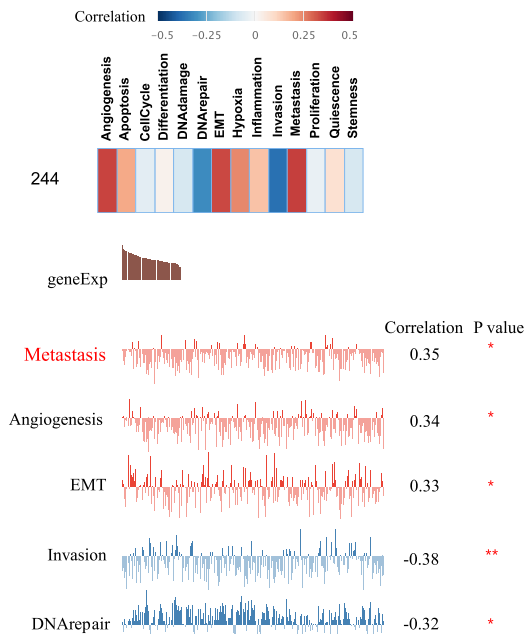 Correlation
−0.5 −0.25 0 0.25 0.5
Angiogenesis
Apoptosis
CellCycle
Differentiation
DNAdamage
DNArepair
EMT
Hypoxia
Inflammation
Invasion
Metastasis
Proliferation
Quiescence
Stemness
244
geneExp
Correlation P value
Metastasis 0.35 *
Angiogenesis 0.34 *
EMT 0.33 *
Invasion -0.38 **
DNArepair -0.32 *